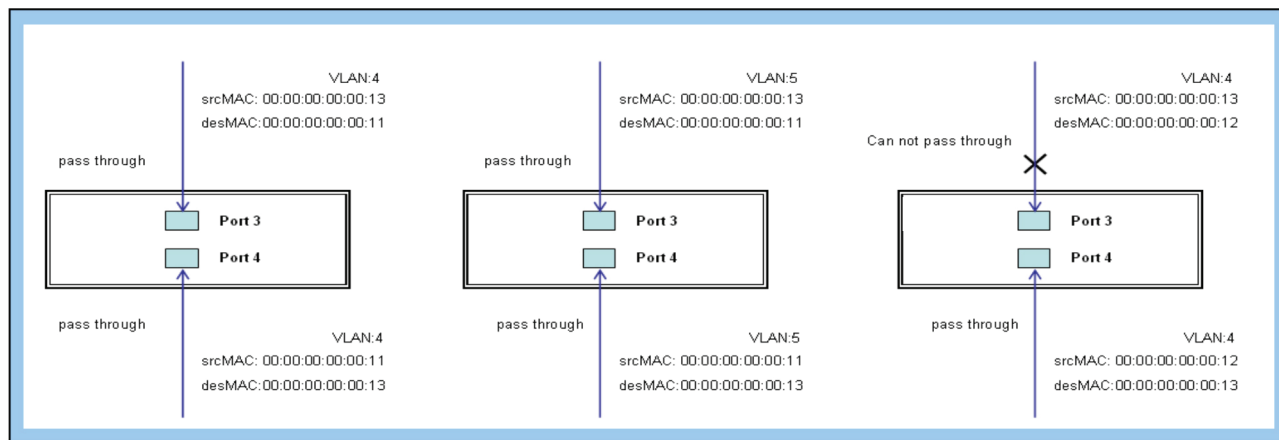 VLAN:4
srcMAC: 00:00:00:00:00:13
desMAC:00:00:00:00:00:11
pass through
Port 3
Port 4
pass through
VLAN:4
srcMAC: 00:00:00:00:00:11
desMAC:00:00:00:00:00:13
VLAN:5
srcMAC: 00:00:00:00:00:13
desMAC:00:00:00:00:00:11
pass through
Port 3
Port 4
pass through
VLAN:5
srcMAC: 00:00:00:00:00:11
desMAC:00:00:00:00:00:13
VLAN:4
srcMAC: 00:00:00:00:00:13
desMAC:00:00:00:00:00:12
Can not pass through
Port 3
Port 4
pass through
VLAN:4
srcMAC: 00:00:00:00:00:12
desMAC:00:00:00:00:00:13